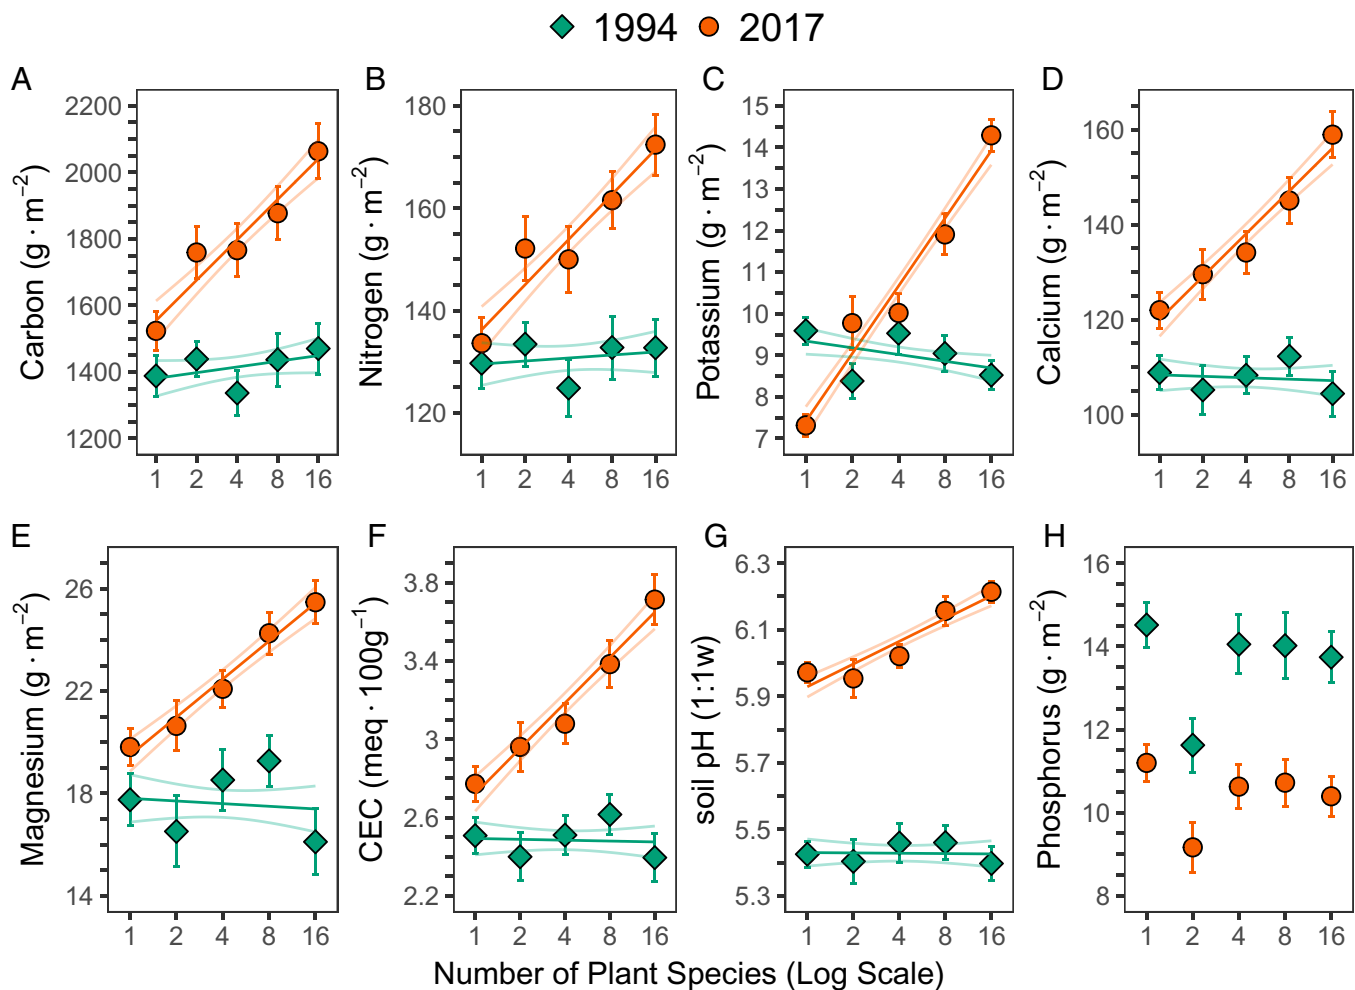 1994 2017
A B C D
Carbon (g · m⁻²)
2200
2000
1800
1600
1400
1200
1 2 4 8 16
Nitrogen (g · m⁻²)
180
160
140
120
1 2 4 8 16
Potassium (g · m⁻²)
15
14
13
12
11
10
9
8
7
1 2 4 8 16
Calcium (g · m⁻²)
160
140
120
100
1 2 4 8 16
E F G H
Magnesium (g · m⁻²)
26
22
18
14
1 2 4 8 16
CEC (meq · 100g⁻¹)
3.8
3.4
3
2.6
2.2
1 2 4 8 16
soil pH (1:1w)
6.3
6.1
5.9
5.7
5.5
5.3
1 2 4 8 16
Phosphorus (g · m⁻²)
16
14
12
10
8
1 2 4 8 16
Number of Plant Species (Log Scale)